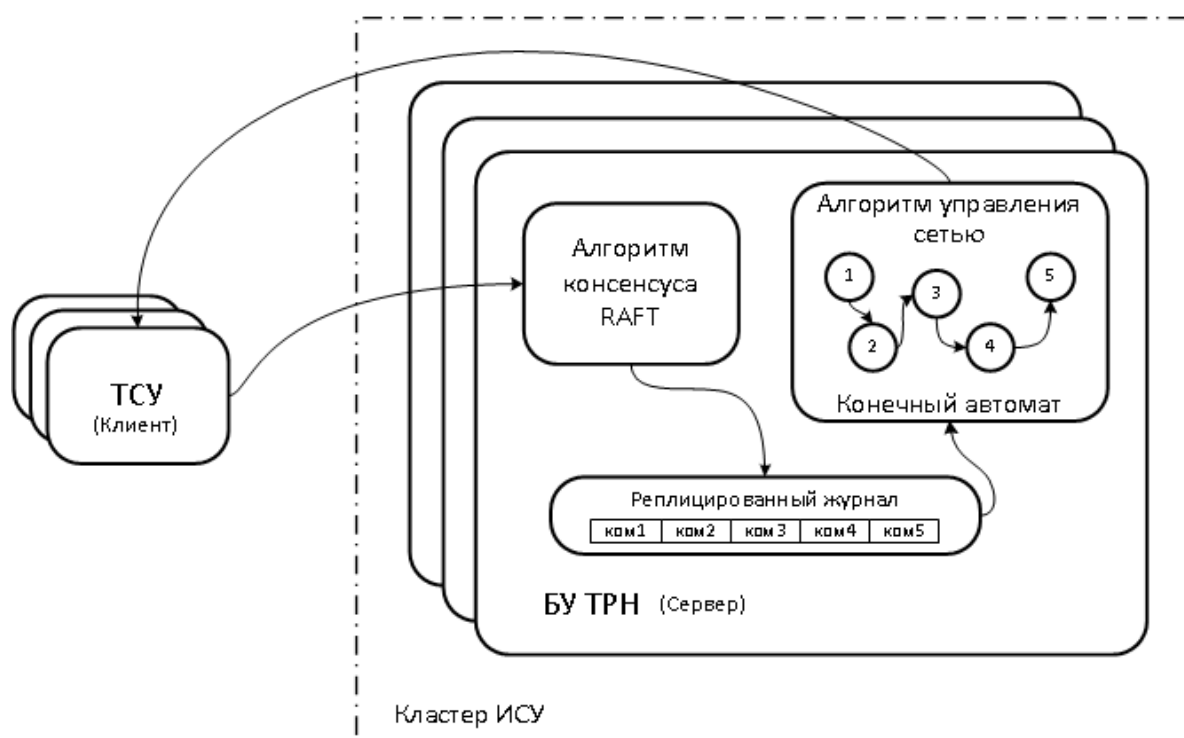 Алгоритм управления
сетью
1
3
5
2
4
Конечный автомат
Алгоритм
консенсуса
RAFT
ТСУ
(Клиент)
Реплицированный журнал
ком1 ком2 ком3 ком4 ком5
БУ ТРН (Сервер)
Кластер ИСУ